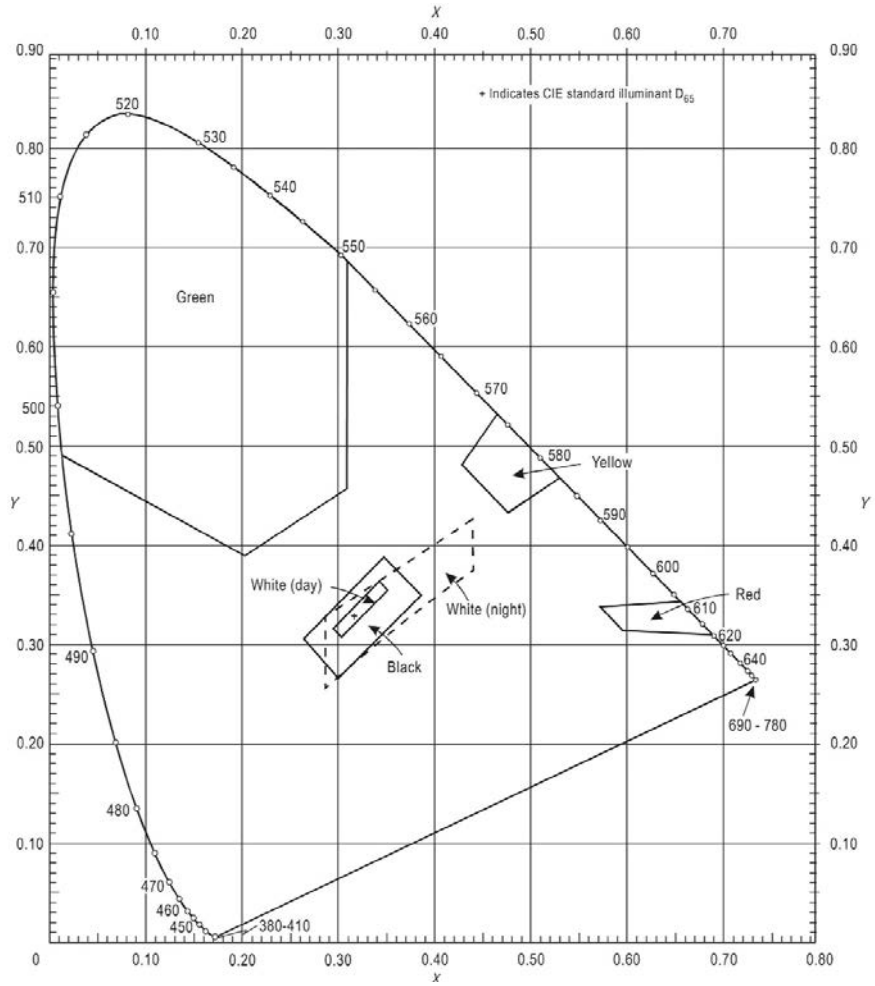 X
0.10 0.20 0.30 0.40 0.50 0.60 0.70
0.90 0.90
+ Indicates CIE standard illuminant D65
520
530
0.80 0.80
540
510
550
0.70 0.70
Green
560
0.60 0.60
570
500
580
0.50 0.50
Yellow
590
Y Y
0.40 0.40
600
White (day)
White (night)
Red
610
620
0.30 0.30
Black
640
490
690 - 780
0.20 0.20
480
0.10 0.10
470
460
450
380-410
0 0.10 0.20 0.30 0.40 0.50 0.60 0.70 0.80
X